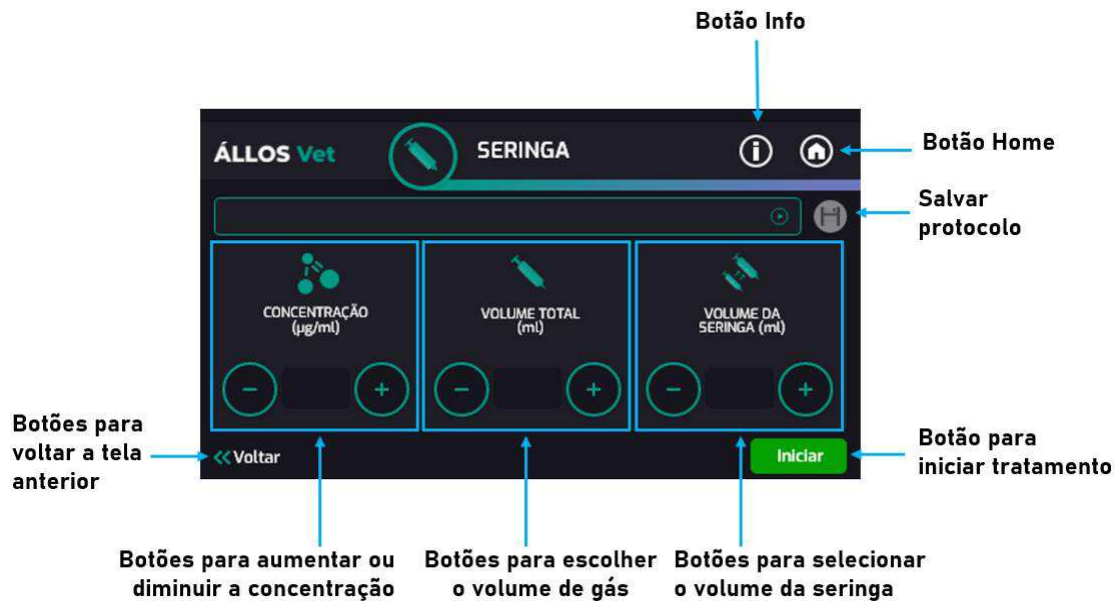 Botão Info
ÁLLOS Vet
SERINGA
Botão Home
Salvar
protocolo
CONCENTRAÇÃO
(µg/ml)
VOLUME TOTAL
(ml)
VOLUME DA
SERINGA (ml)
Botões para
voltar a tela
anterior
Voltar
Iniciar
Botão para
iniciar tratamento
Botões para aumentar ou
diminuir a concentração
Botões para escolher
o volume de gás
Botões para selecionar
o volume da seringa